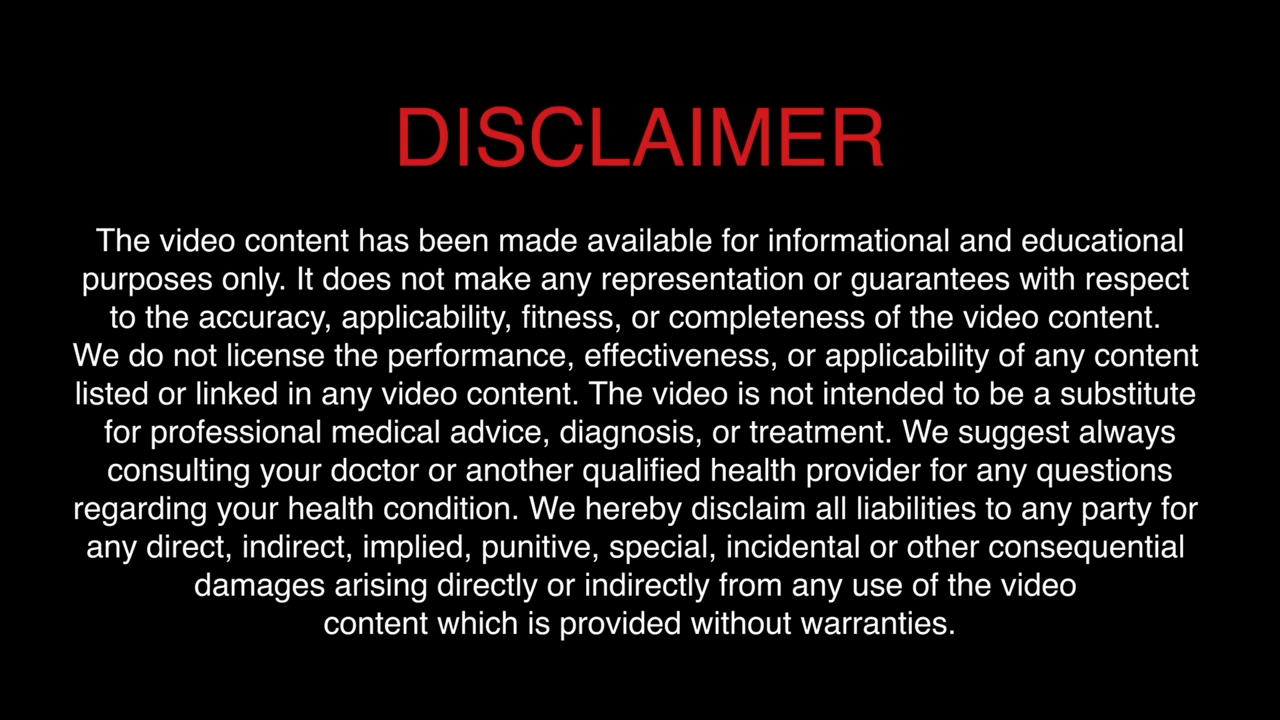 DISCLAIMER
The video content has been made available for informational and educational
purposes only. It does not make any representation or guarantees with respect
to the accuracy, applicability, fitness, or completeness of the video content.
We do not license the performance, effectiveness, or applicability of any content
listed or linked in any video content. The video is not intended to be a substitute
for professional medical advice, diagnosis, or treatment. We suggest always
consulting your doctor or another qualified health provider for any questions
regarding your health condition. We hereby disclaim all liabilities to any party for
any direct, indirect, implied, punitive, special, incidental or other consequential
damages arising directly or indirectly from any use of the video
content which is provided without warranties.